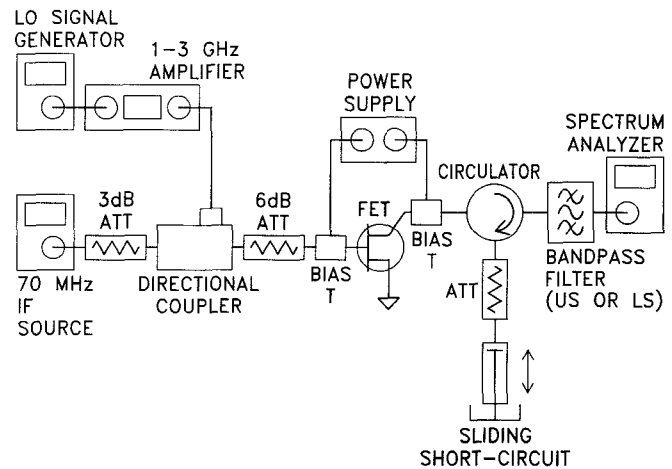 LO SIGNAL
GENERATOR
1-3 GHz
AMPLIFIER
POWER
SUPPLY
SPECTRUM
ANALYZER
CIRCULATOR
3dB
ATT
6dB
ATT
FET
BIAS
T
BIAS
T
70 MHz
IF
SOURCE
DIRECTIONAL
COUPLER
ATT
BANDPASS
FILTER
(US OR LS)
SLIDING
SHORT-CIRCUIT